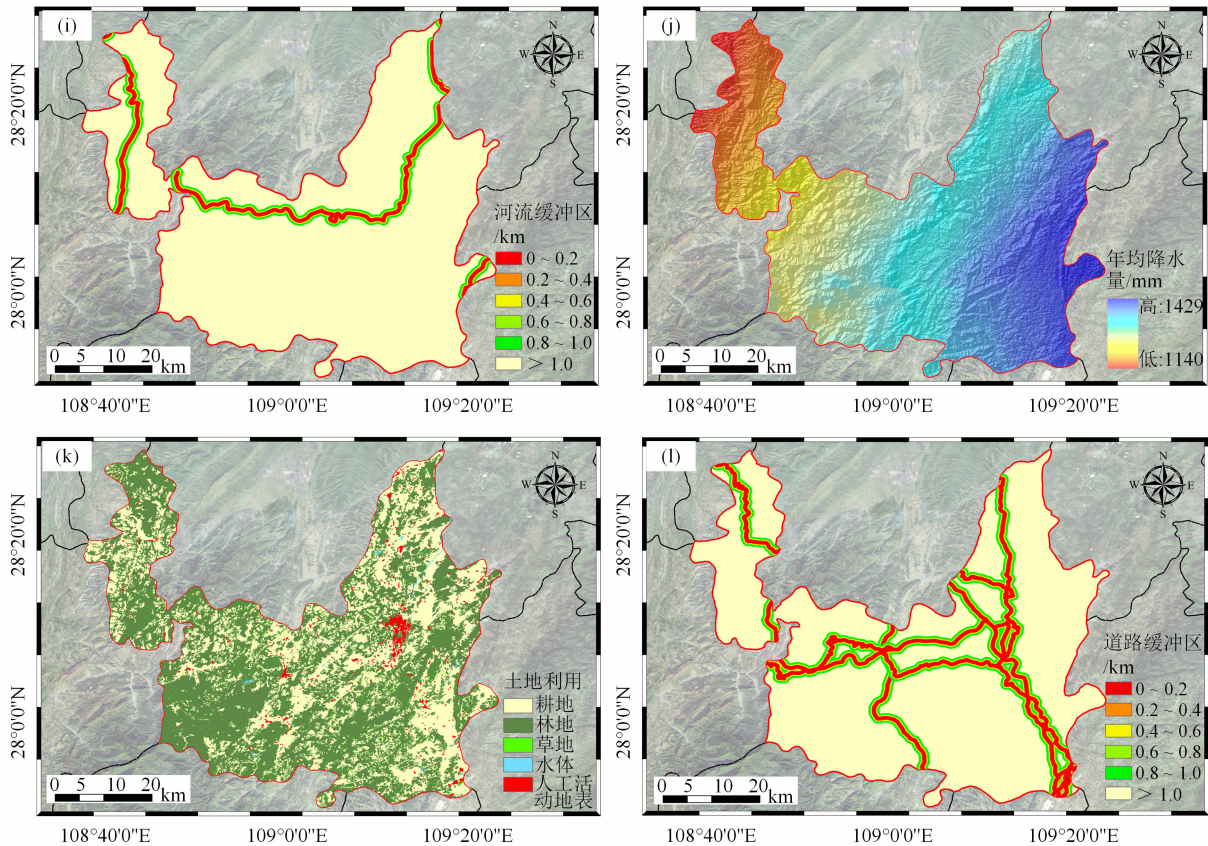 (i)
N
W
E
S
28°20'0"N
28°0'0"N
河流缓冲区
/km
0 ~ 0.2
0.2 ~ 0.4
0.4 ~ 0.6
0.6 ~ 0.8
0.8 ~ 1.0
> 1.0
0 5 10 20
km
108°40'0"E
109°0'0"E
109°20'0"E
(j)
N
W
E
S
28°20'0"N
28°0'0"N
年均降水
量/mm
高:1429
低:1140
0 5 10 20
km
108°40'0"E
109°0'0"E
109°20'0"E
(k)
N
W
E
S
28°20'0"N
28°0'0"N
土地利用
耕地
林地
草地
水体
人工活
动地表
0 5 10 20
km
108°40'0"E
109°0'0"E
109°20'0"E
(l)
N
W
E
S
28°20'0"N
28°0'0"N
道路缓冲区
/km
0 ~ 0.2
0.2 ~ 0.4
0.4 ~ 0.6
0.6 ~ 0.8
0.8 ~ 1.0
> 1.0
0 5 10 20
km
108°40'0"E
109°0'0"E
109°20'0"E